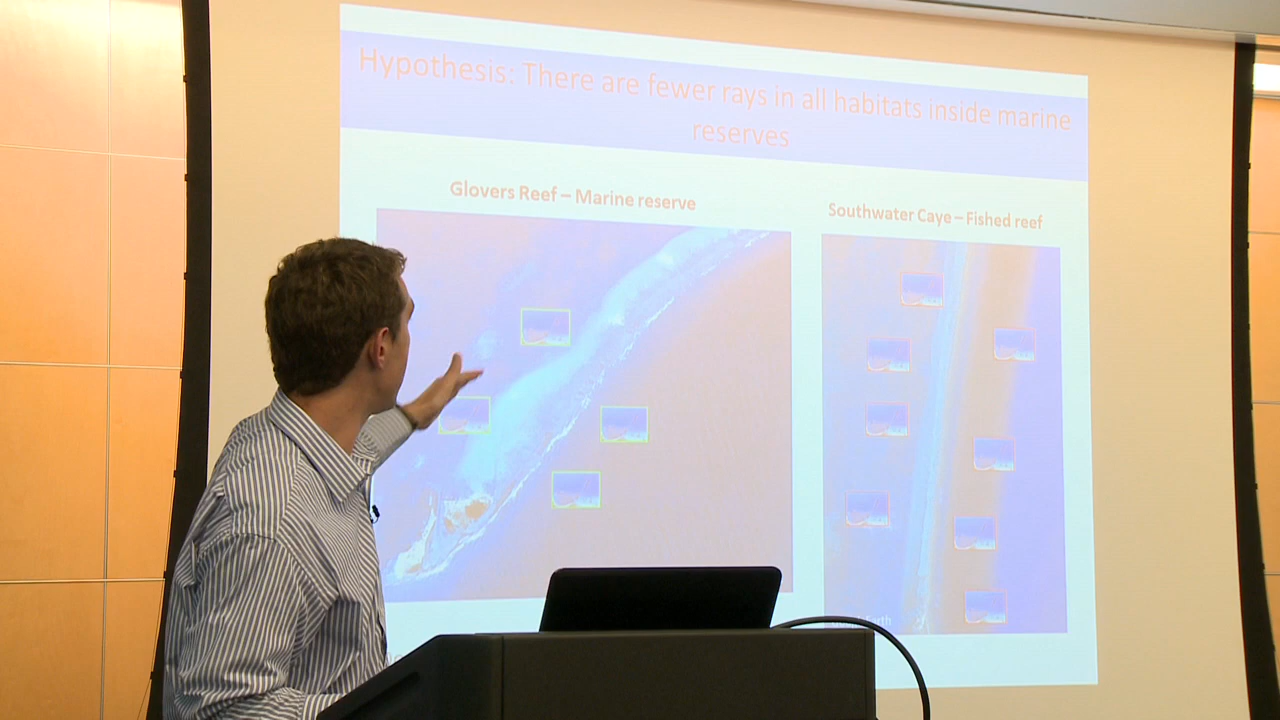 Hypothesis: There are fewer rays in all habitats inside marine
reserves
Glovers Reef – Marine reserve
Southwater Caye – Fished reef